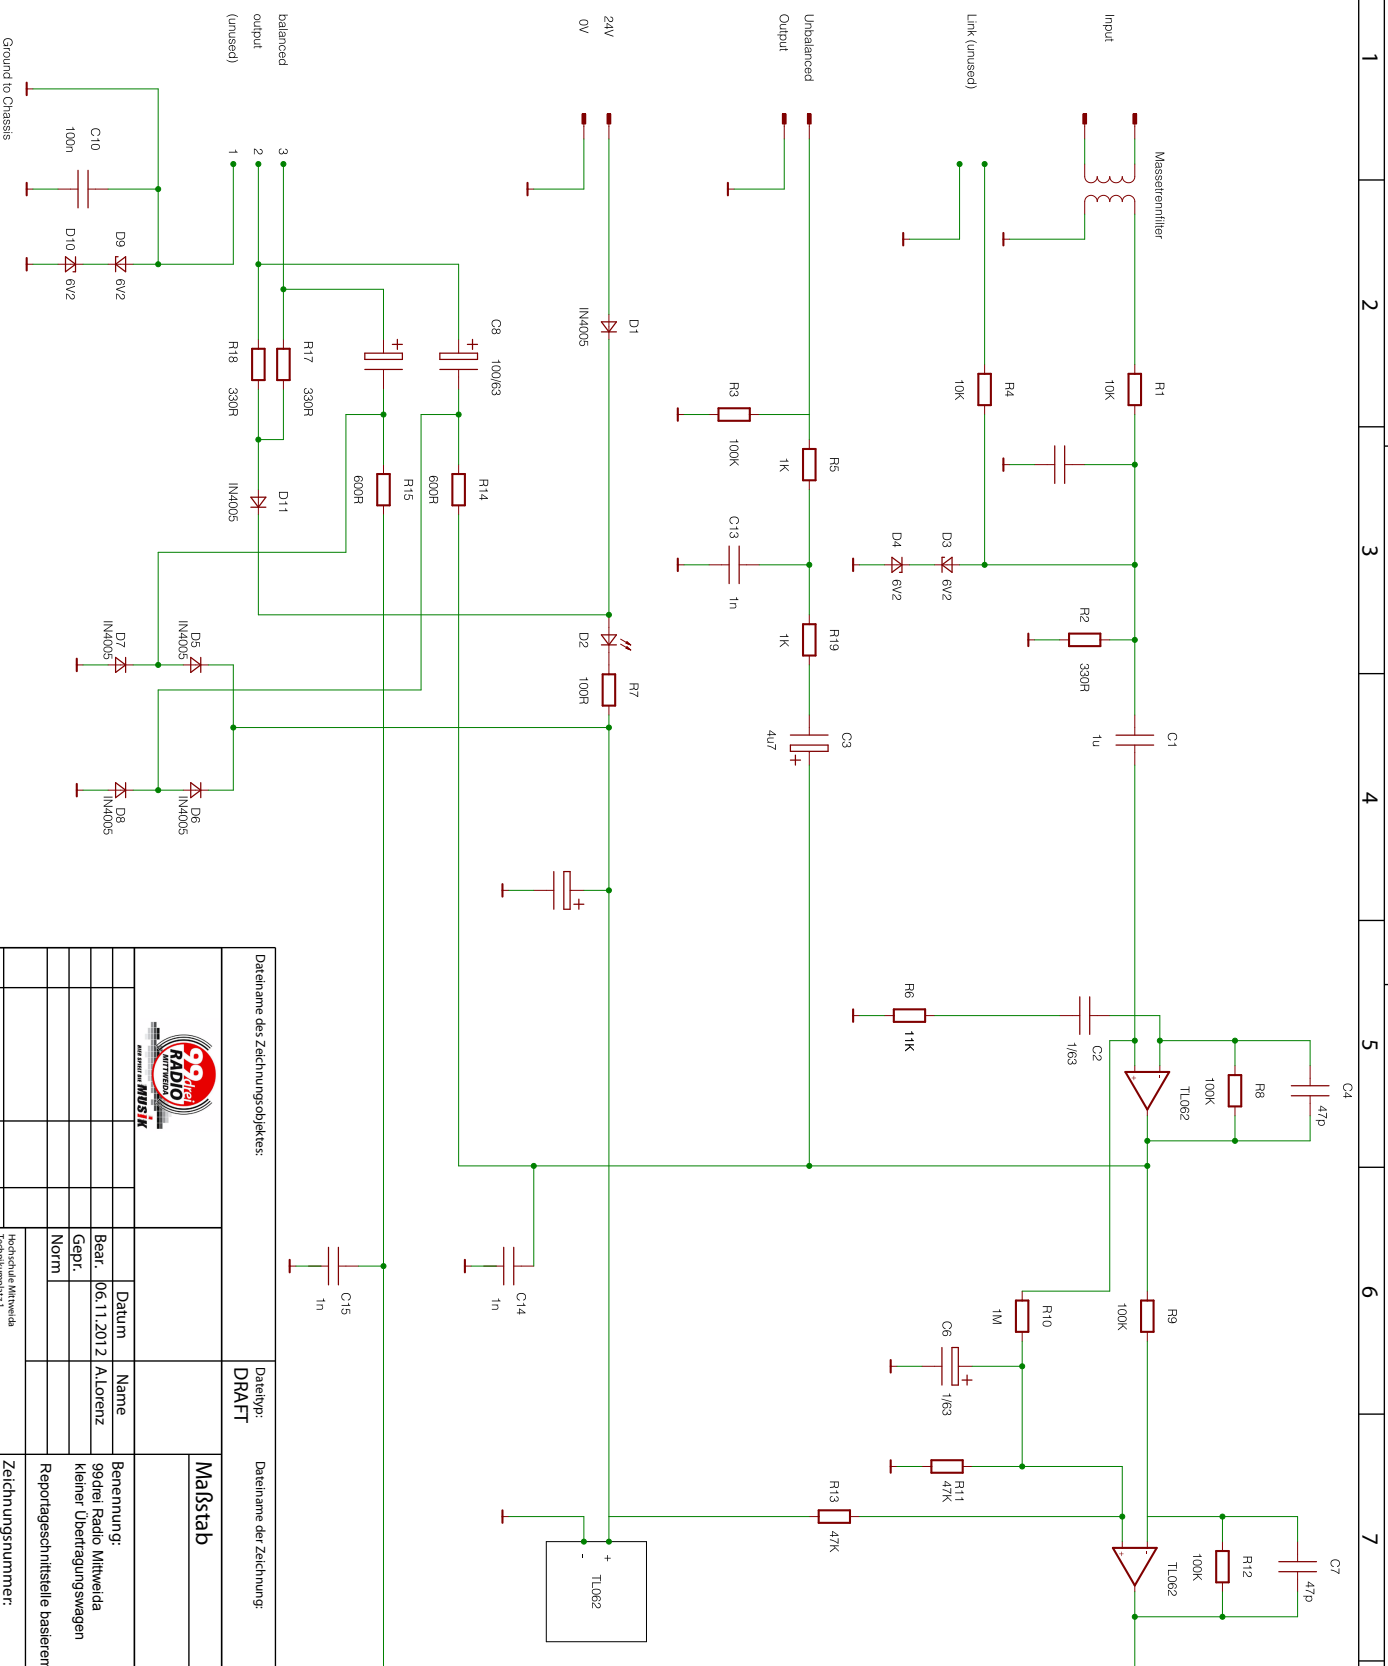 1
2
3
4
5
6
7
Input
Massetrennfilter
R1
10K
Link (unused)
R4
10K
D3
6V2
D4
6V2
R2
330R
C1
1u
Unbalanced
Output
R3
100K
R5
1K
C13
1n
R19
1K
C3
4u7
+
24V
0V
D1
IN4005
D2
R7
100R
+
balanced
output
(unused)
3
2
1
C8
100/63
+
+
R17
330R
R18
330R
R14
600R
R15
600R
D11
IN4005
Ground to Chassis
C10
100n
D9
6V2
D10
6V2
D5
IN4005
D7
IN4005
D6
IN4005
D8
IN4005
R6
11K
C2
1/63
TL062
+
-
R8
100K
C4
47p
R9
100K
R10
1M
C6
1/63
+
R11
47K
R13
47K
R12
100K
C7
47p
TL062
+
-
C14
1n
C15
1n
+
-
TL062
Dateiname des Zeichnungsobjektes:
Dateityp:
DRAFT
Dateiname der Zeichnung:
99drei
RADIO
MITTWEIDA
HIER SPIELT DIE MUSIK
Maßstab
Datum
Name
Bear.
06.11.2012
A.Lorenz
Gepr.
Norm
Benennung:
99drei Radio Mittweida
kleiner Übertragungswagen
Reportageschnittstelle basieren
Hochschule Mittweida
Zeichnungsnummer: